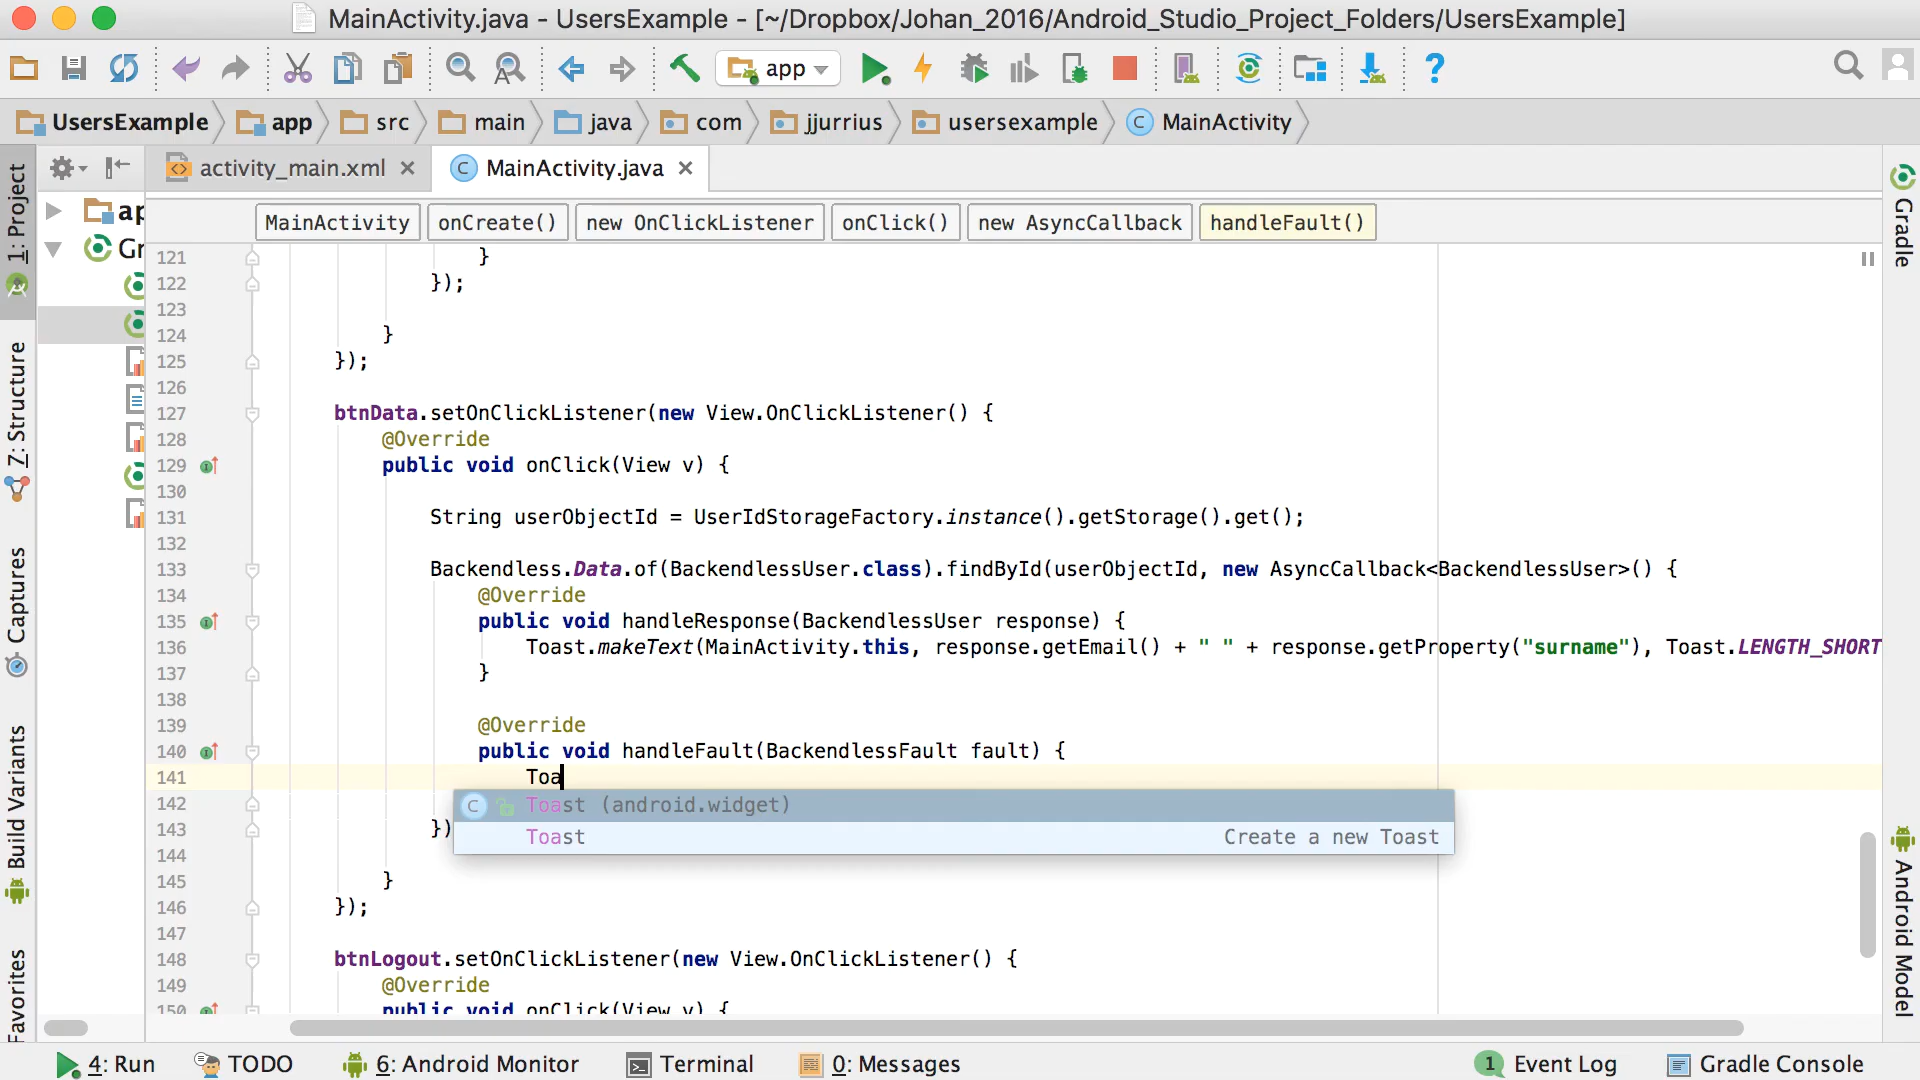 MainActivity.java - UsersExample - [~/Dropbox/Johan_2016/Android_Studio_Project_Folders/UsersExample]
app
UsersExample app src main java com jjurrius usersexample MainActivity
activity_main.xml MainActivity.java
MainActivity onCreate() new OnClickListener onClick() new AsyncCallback handleFault()
1: Project
Z: Structure
Captures
Build Variants
Favorites
ap
Gr
121 }
122 });
123
124 }
125 });
126
127 btnData.setOnClickListener(new View.OnClickListener() {
128 @Override
129 public void onClick(View v) {
130
131 String userObjectId = UserIdStorageFactory.instance().getStorage().get();
132
133 Backendless.Data.of(BackendlessUser.class).findById(userObjectId, new AsyncCallback<BackendlessUser>() {
134 @Override
135 public void handleResponse(BackendlessUser response) {
136 Toast.makeText(MainActivity.this, response.getEmail() + " " + response.getProperty("surname"), Toast.LENGTH_SHORT
137 }
138
139 @Override
140 public void handleFault(BackendlessFault fault) {
141 Toa
Toast (android.widget)
Toast Create a new Toast
142
143 })
144
145 }
146 });
147
148 btnLogout.setOnClickListener(new View.OnClickListener() {
149 @Override
150 public void onClick(View v) {
Gradle
Android Model
4: Run TODO 6: Android Monitor Terminal 0: Messages 1 Event Log Gradle Console